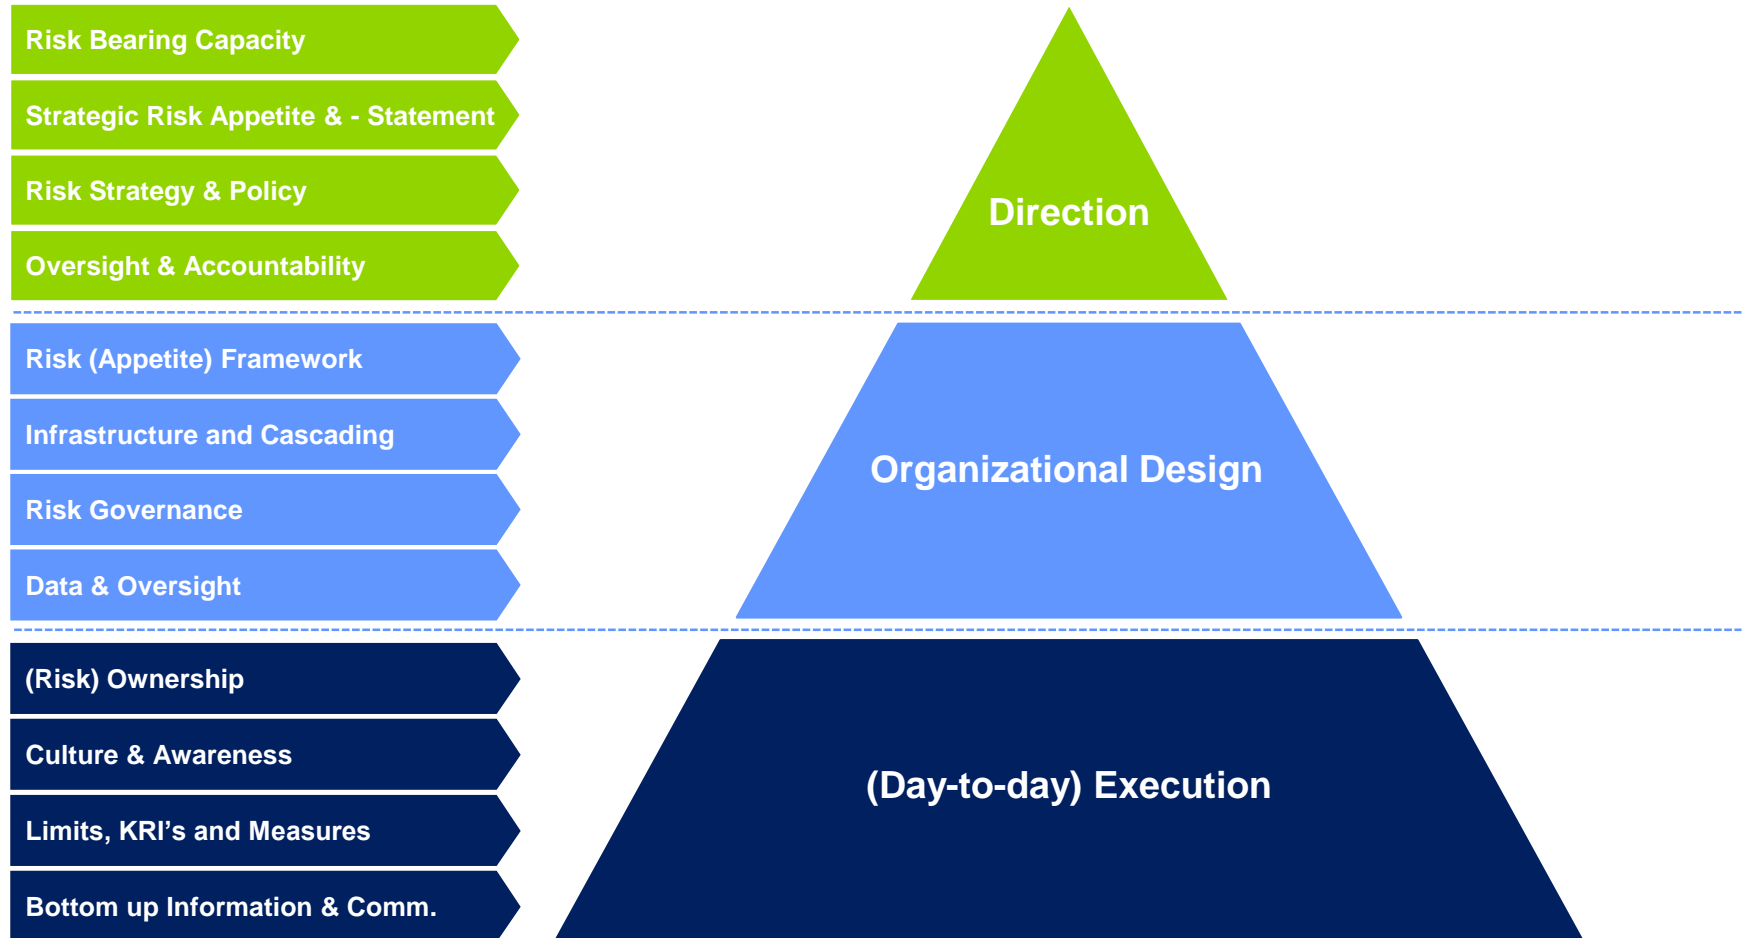 Risk Bearing Capacity
Strategic Risk Appetite & - Statement
Risk Strategy & Policy
Oversight & Accountability
Direction
Risk (Appetite) Framework
Infrastructure and Cascading
Risk Governance
Data & Oversight
Organizational Design
(Risk) Ownership
Culture & Awareness
Limits, KRI's and Measures
Bottom up Information & Comm.
(Day-to-day) Execution